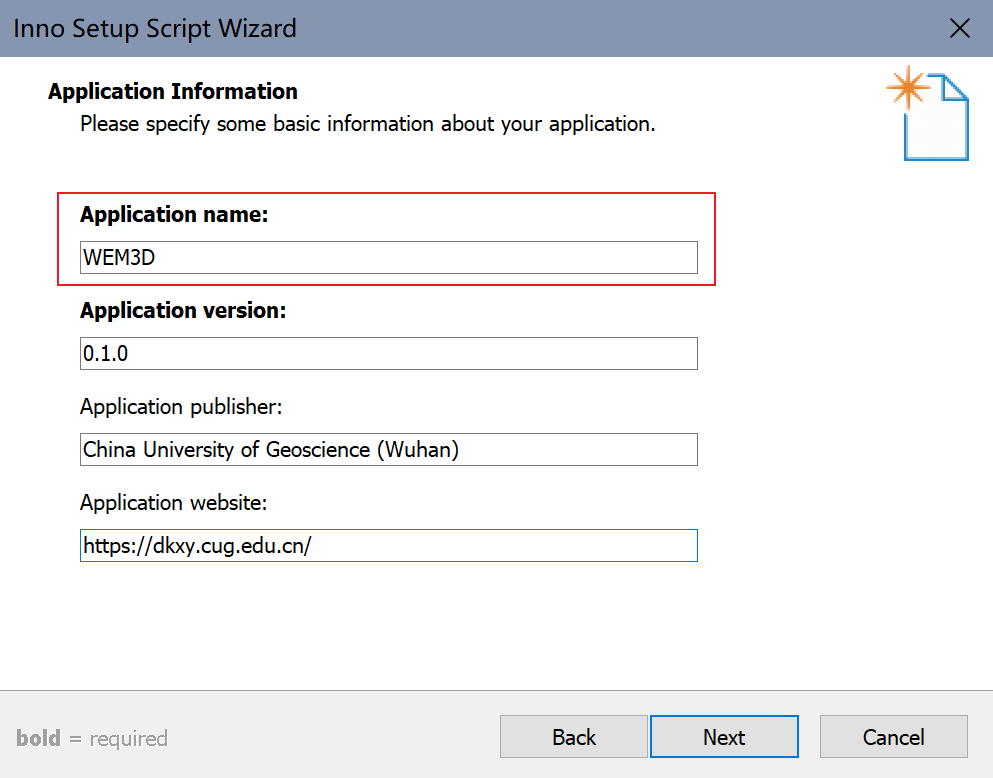 Inno Setup Script Wizard
Application Information
Please specify some basic information about your application.
Application name:
WEM3D
Application version:
0.1.0
Application publisher:
China University of Geoscience (Wuhan)
Application website:
https://dkxy.cug.edu.cn/
bold = required
Back
Next
Cancel